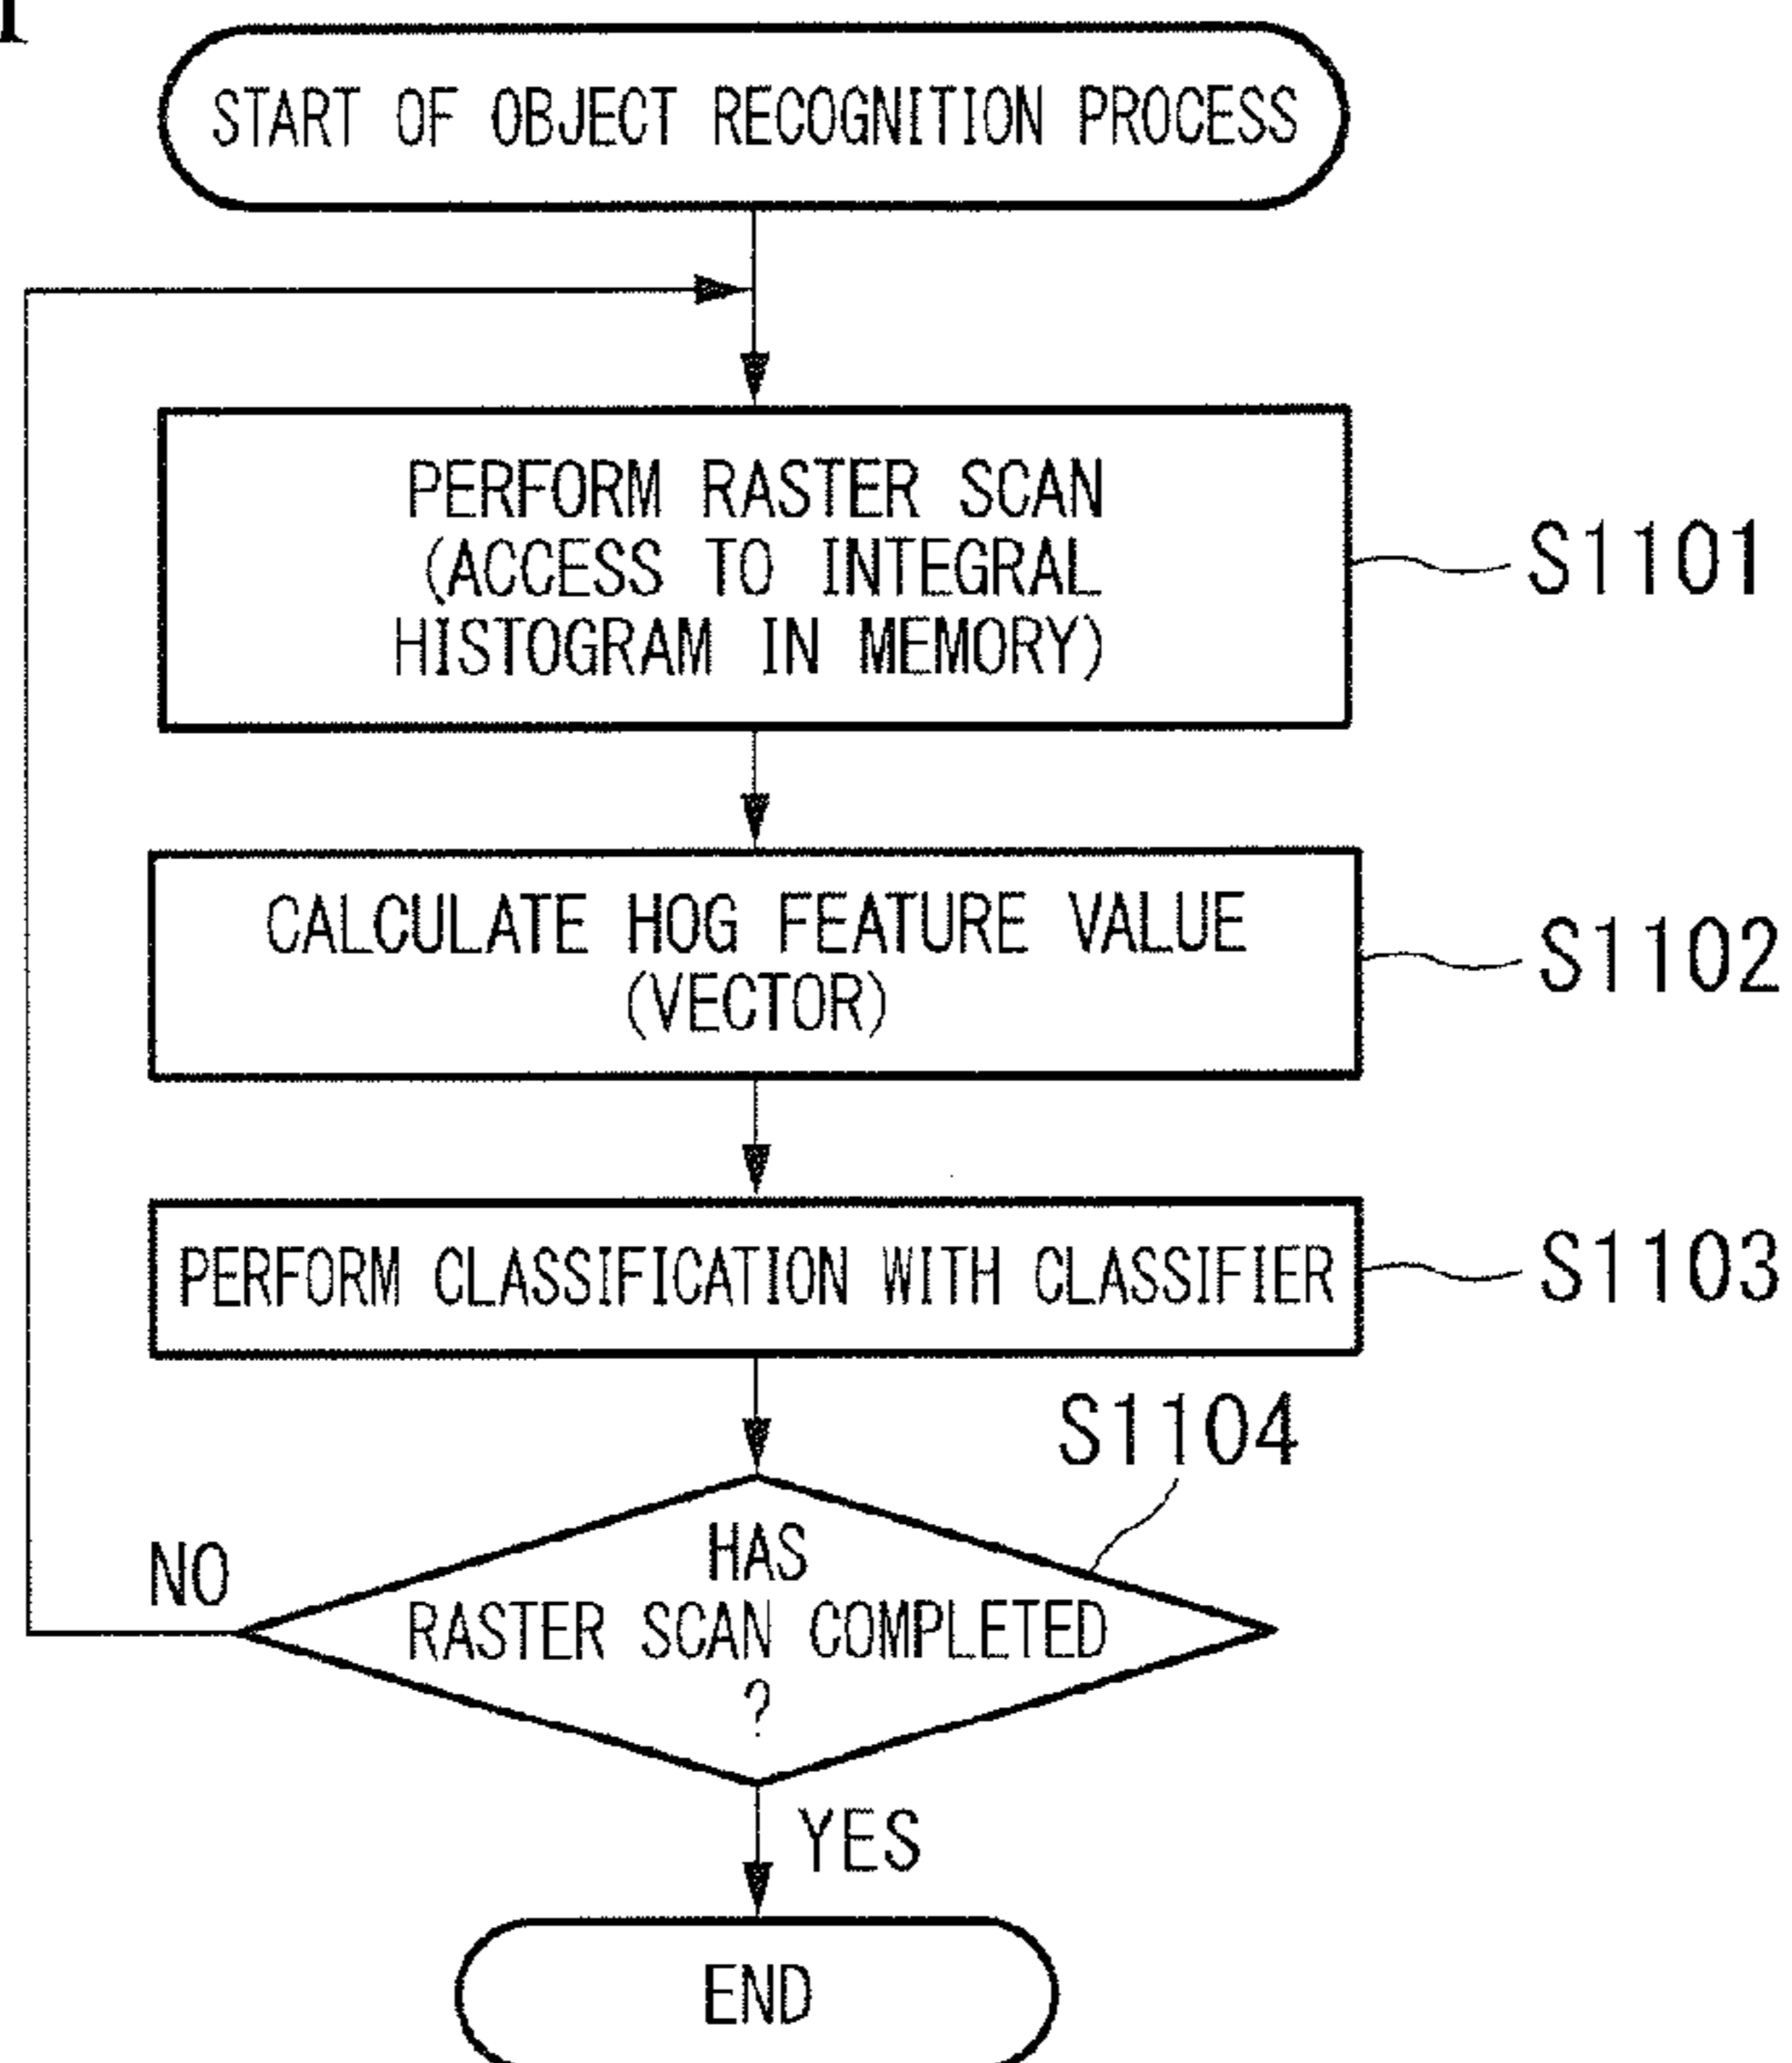 START OF OBJECT RECOGNITION PROCESS
PERFORM RASTER SCAN
(ACCESS TO INTEGRAL
HISTOGRAM IN MEMORY)
S1101
CALCULATE HOG FEATURE VALUE
(VECTOR)
S1102
PERFORM CLASSIFICATION WITH CLASSIFIER
S1103
S1104
HAS
RASTER SCAN COMPLETED
?
NO
YES
END